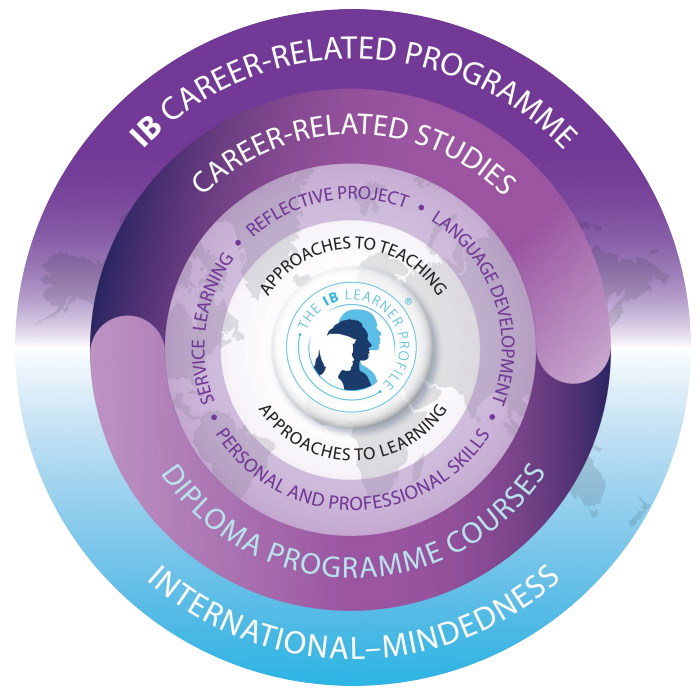 IB CAREER-RELATED PROGRAMME
CAREER-RELATED STUDIES
REFLECTIVE PROJECT • LANGUAGE DEVELOPMENT • PERSONAL AND PROFESSIONAL SKILLS • SERVICE LEARNING •
APPROACHES TO TEACHING
• THE IB LEARNER PROFILE •
®
APPROACHES TO LEARNING
DIPLOMA PROGRAMME COURSES
INTERNATIONAL–MINDEDNESS